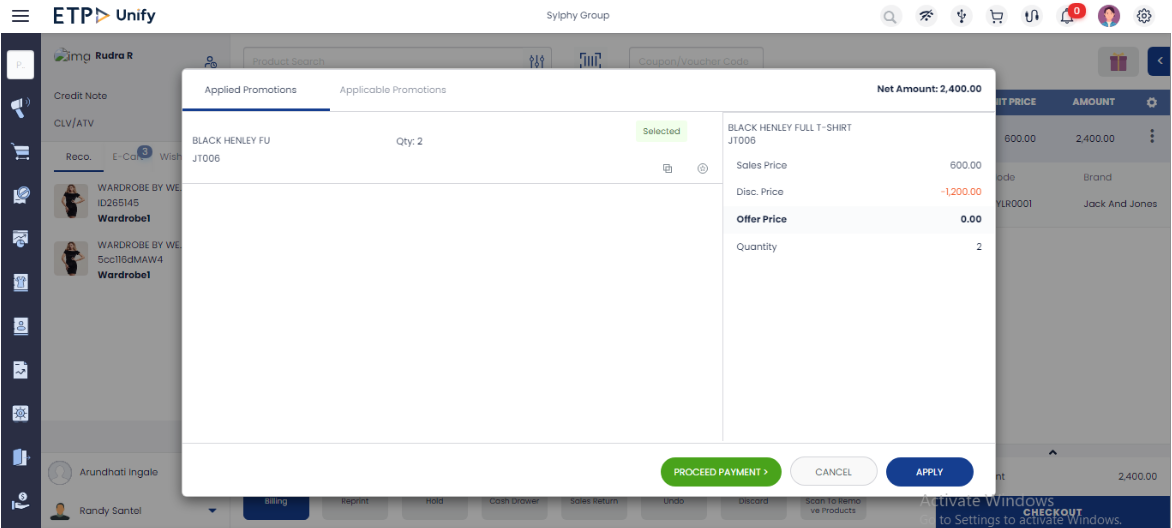 ETP Unify
Sylphy Group
0
P..
img Rudra R
Product Search
Coupon/Voucher Code
Credit Note
CLV/ATV
Reco.
E-Cart
3
Wish
WARDROBE BY WE.
ID265145
Wardrobe1
WARDROBE BY WE.
5cc116dMAW4
Wardrobe1
Arundhati Ingale
Randy Santel
Applied Promotions
Applicable Promotions
Net Amount: 2,400.00
BLACK HENLEY FU
JT006
Qty: 2
Selected
BLACK HENLEY FULL T-SHIRT
JT006
Sales Price 600.00
Disc. Price -1,200.00
Offer Price 0.00
Quantity 2
PROCEED PAYMENT >
CANCEL
APPLY
IT PRICE
AMOUNT
600.00
2,400.00
ode
Brand
YLR0001
Jack And Jones
nt
2,400.00
Billing
Reprint
Hold
Cash Drawer
Sales Return
Undo
Discard
Scan To Remo
ve Products
CHECKOUT
Activate Windows
Go to Settings to activate Windows.